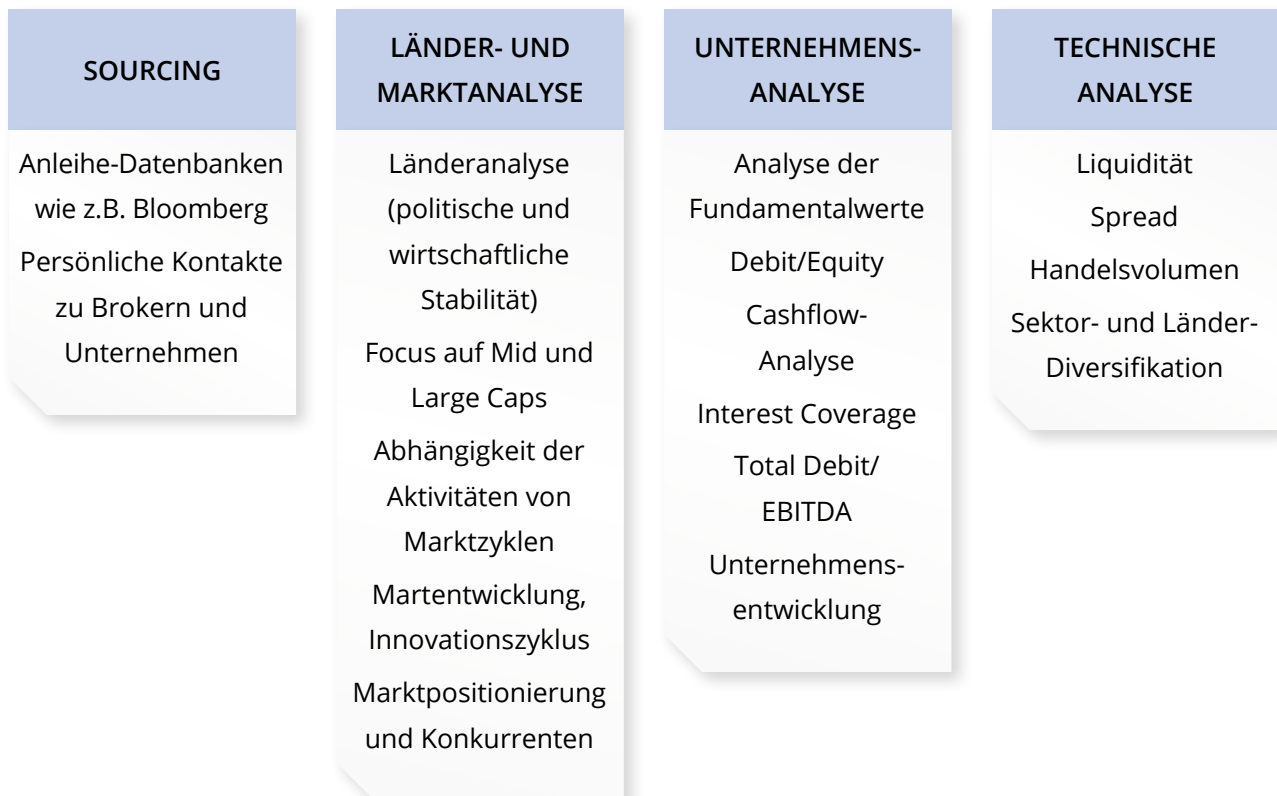 SOURCING
Anleihe-Datenbanken
wie z.B. Bloomberg
Persönliche Kontakte
zu Brokern und
Unternehmen
LÄNDER- UND
MARKTANALYSE
Länderanalyse
(politische und
wirtschaftliche
Stabilität)
Focus auf Mid und
Large Caps
Abhängigkeit der
Aktivitäten von
Marktzyklen
Martentwicklung,
Innovationszyklus
Marktpositionierung
und Konkurrenten
UNTERNEHMENS-
ANALYSE
Analyse der
Fundamentalwerte
Debit/Equity
Cashflow-
Analyse
Interest Coverage
Total Debit/
EBITDA
Unternehmens-
entwicklung
TECHNISCHE
ANALYSE
Liquidität
Spread
Handelsvolumen
Sektor- und Länder-
Diversifikation